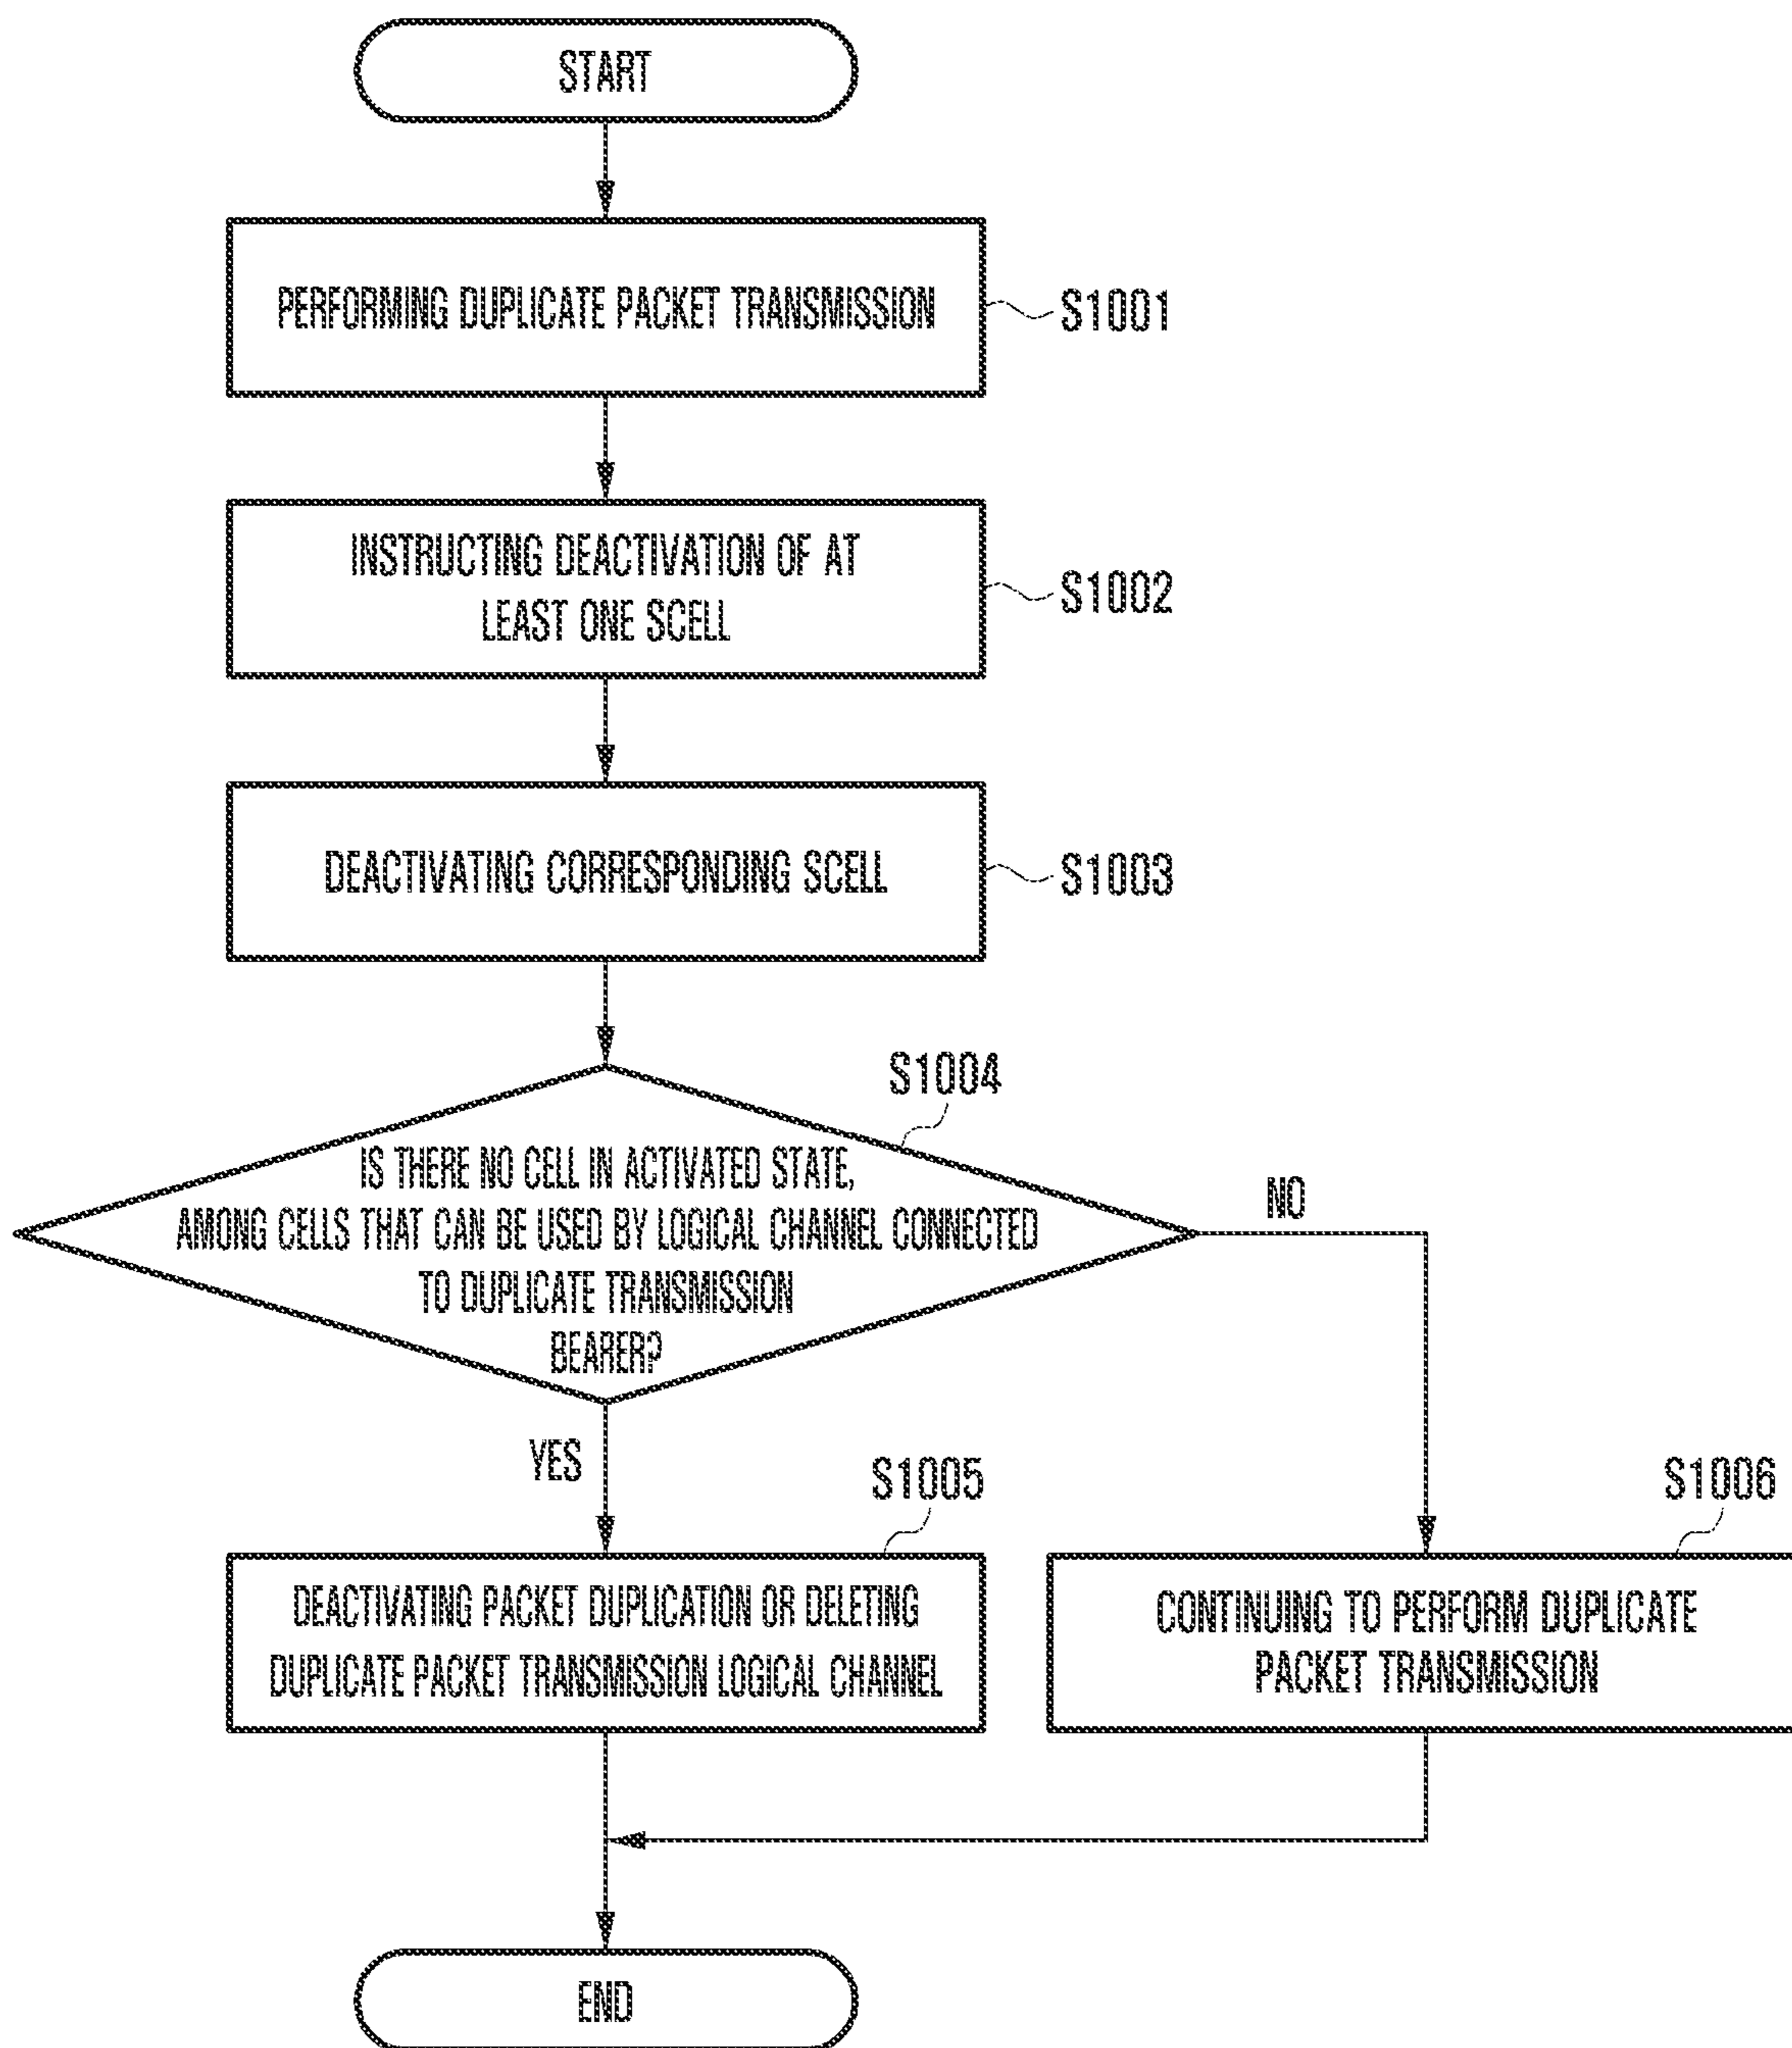 START
PERFORMING DUPLICATE PACKET TRANSMISSION
S1001
INSTRUCTING DEACTIVATION OF AT
LEAST ONE SCELL
S1002
DEACTIVATING CORRESPONDING SCELL
S1003
S1004
IS THERE NO CELL IN ACTIVATED STATE,
AMONG CELLS THAT CAN BE USED BY LOGICAL CHANNEL CONNECTED
TO DUPLICATE TRANSMISSION
BEARER?
NO
YES
S1005
DEACTIVATING PACKET DUPLICATION OR DELETING
DUPLICATE PACKET TRANSMISSION LOGICAL CHANNEL
S1006
CONTINUING TO PERFORM DUPLICATE
PACKET TRANSMISSION
END